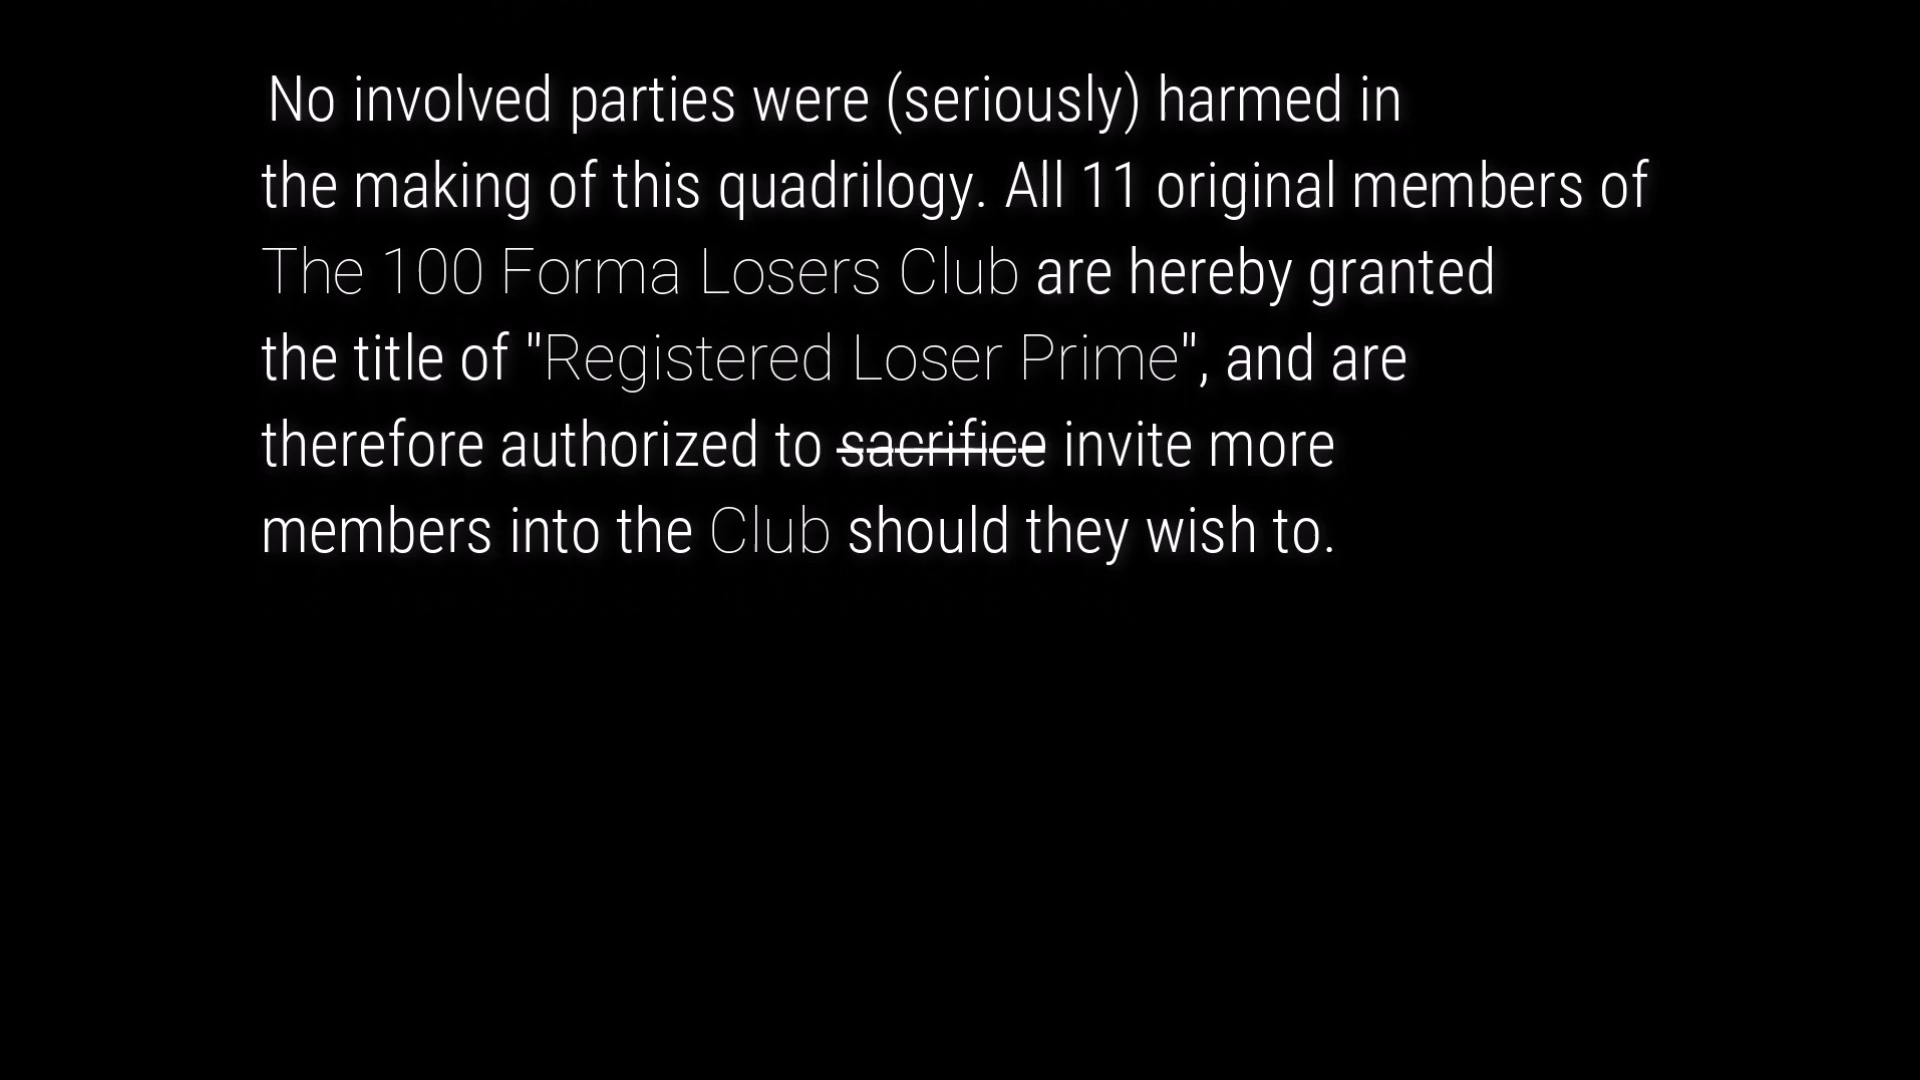 No involved parties were (seriously) harmed in
the making of this quadrilogy. All 11 original members of
The 100 Forma Losers Club are hereby granted
the title of "Registered Loser Prime", and are
therefore authorized to sacrifice invite more
members into the Club should they wish to.